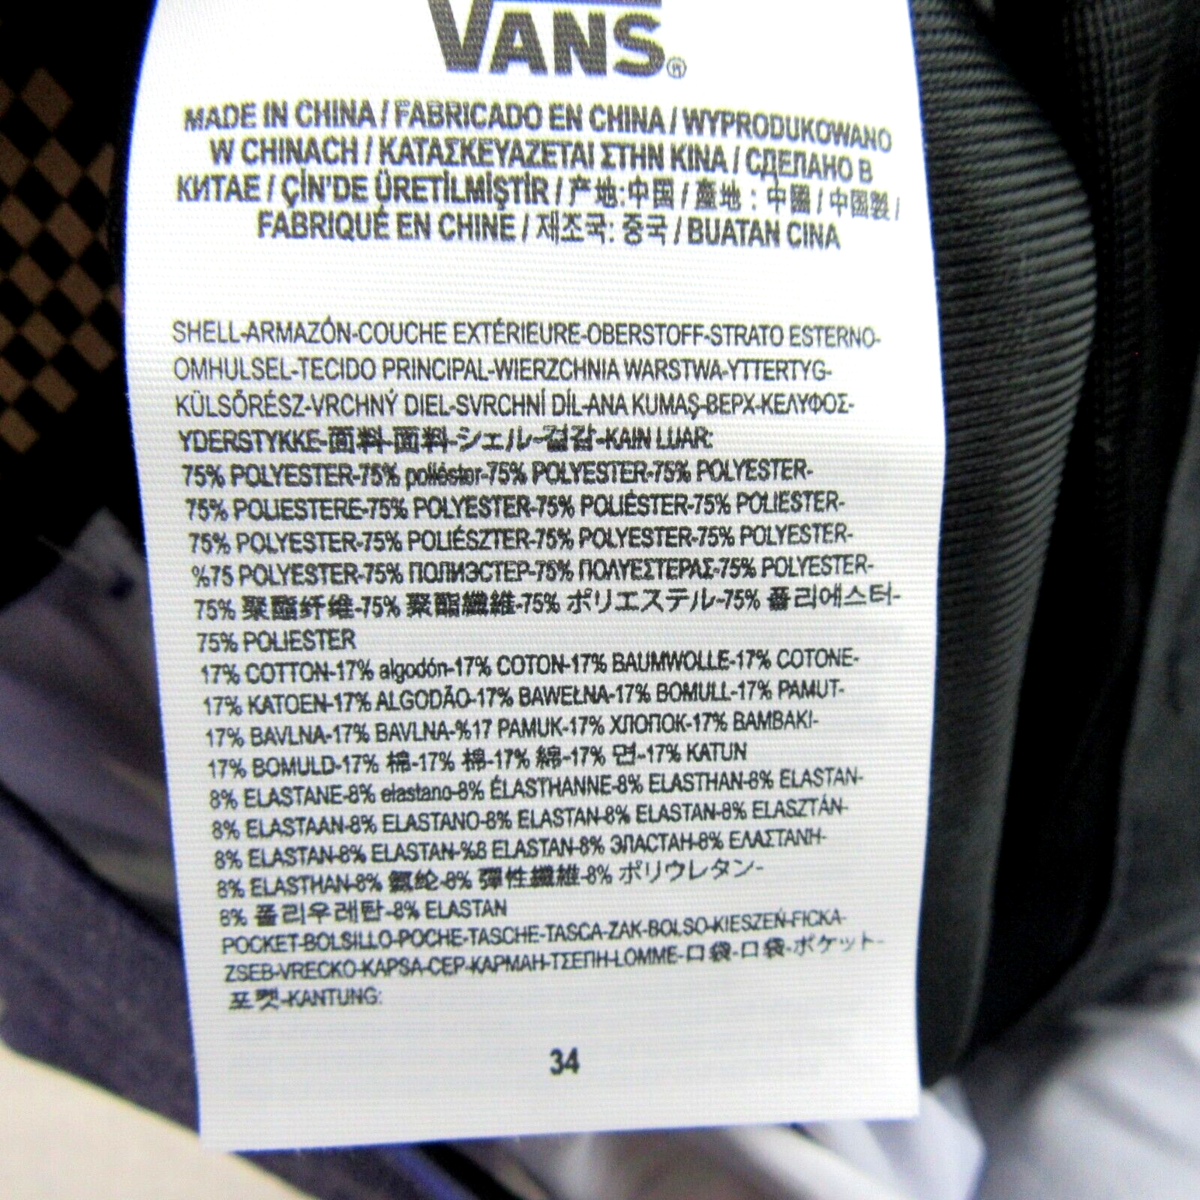 VANS®
MADE IN CHINA / FABRICADO EN CHINA / WYPRODUKOWANO
W CHINACH / ΚΑΤΑΣΚΕΥΑΖΕΤΑΙ ΣΤΗΝ ΚΙΝΑ / СДЕЛАНО В
КИТАЕ / ÇİN'DE ÜRETİLMİŞTİR / 产地:中国 / 產地：中國 / 中国製 /
FABRIQUÉ EN CHINE / 제조국: 중국 / BUATAN CINA
SHELL-ARMAZÓN-COUCHE EXTÉRIEURE-OBERSTOFF-STRATO ESTERNO-
OMHULSEL-TECIDO PRINCIPAL-WIERZCHNIA WARSTWA-YTTERTYG-
KÜLSŐRÉSZ-VRCHNÝ DIEL-SVRCHNÍ DÍL-ANA KUMAŞ-ВЕРХ-ΚΕΛΥΦΟΣ-
YDERSTYKKE-面料-面料-シェル-겉감-KAIN LUAR:
75% POLYESTER-75% poliéster-75% POLYESTER-75% POLYESTER-
75% POLIESTERE-75% POLYESTER-75% POLIÉSTER-75% POLIESTER-
75% POLYESTER-75% POLIÉSZTER-75% POLYESTER-75% POLYESTER-
%75 POLYESTER-75% ПОЛИЭСТЕР-75% ΠΟΛΥΕΣΤΕΡΑΣ-75% POLYESTER-
75% 聚酯纤维-75% 聚酯纖維-75% ポリエステル-75% 폴리에스터-
75% POLIESTER
17% COTTON-17% algodón-17% COTON-17% BAUMWOLLE-17% COTONE-
17% KATOEN-17% ALGODÃO-17% BAWEŁNA-17% BOMULL-17% PAMUT-
17% BAVLNA-17% BAVLNA-%17 PAMUK-17% ХЛОПОК-17% ΒΑΜΒΑΚΙ-
17% BOMULD-17% 棉-17% 棉-17% 綿-17% 면-17% KATUN
8% ELASTANE-8% elastano-8% ÉLASTHANNE-8% ELASTHAN-8% ELASTAN-
8% ELASTAAN-8% ELASTANO-8% ELASTAN-8% ELASTAN-8% ELASZTÁN-
8% ELASTAN-8% ELASTAN-%8 ELASTAN-8% ЭЛАСТАН-8% ΕΛΑΣΤΑΝΗ-
8% ELASTHAN-8% 氨纶-8% 彈性纖維-8% ポリウレタン-
8% 폴리우레탄-8% ELASTAN
POCKET-BOLSILLO-POCHE-TASCHE-TASCA-ZAK-BOLSO-KIESZEŃ-FICKA-
ZSEB-VRECKO-KAPSA-CEP-КАРМАН-ΤΣΕΠΗ-LOMME-口袋-口袋-ポケット-
포켓-KANTUNG:
34